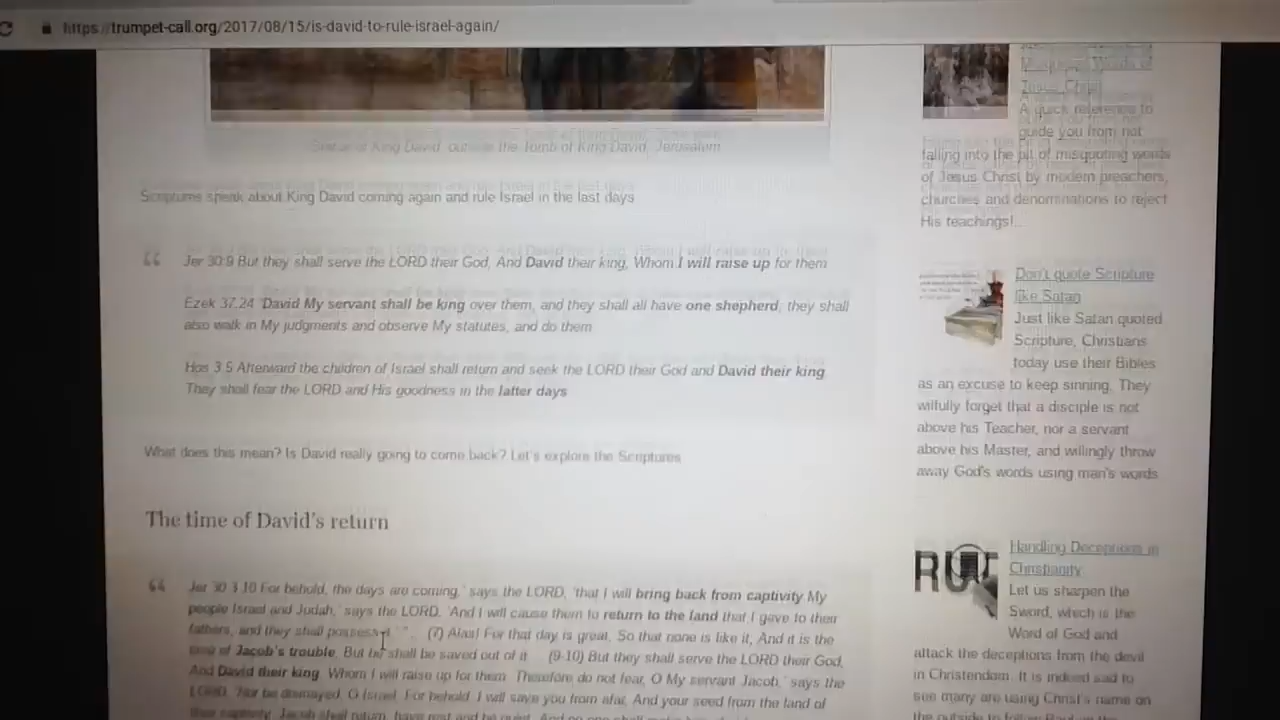 https://trumpet-call.org/2017/08/15/is-david-to-rule-israel-again/
Statue of King David, outside the Tomb of King David, Jerusalem
Scriptures speak about King David coming again and rule Israel in the last days
Jer 30:9 But they shall serve the LORD their God, And David their king, Whom I will raise up for them
Ezek 37:24 'David My servant shall be king over them, and they shall all have one shepherd; they shall
also walk in My judgments and observe My statutes, and do them
Hos 3:5 Afterward the children of Israel shall return and seek the LORD their God and David their king.
They shall fear the LORD and His goodness in the latter days
What does this mean? Is David really going to come back? Let's explore the Scriptures
The time of David's return
Jer 30:3-10 For behold, the days are coming,' says the LORD, 'that I will bring back from captivity My
people Israel and Judah,' says the LORD. 'And I will cause them to return to the land that I gave to their
fathers, and they shall possess (7) Alas! For that day is great, So that none is like it; And it is the
time of Jacob's trouble, But he shall be saved out of it (9-10) But they shall serve the LORD their God,
And David their king, Whom I will raise up for them. Therefore do not fear, O My servant Jacob,' says the
LORD, 'Nor be dismayed, O Israel; For behold, I will save you from afar, And your seed from the land of
their captivity. Jacob shall return, have rest and be quiet, And no one shall
Words of
Jesus Christ
A quick reference to
guide you from not
falling into the pit of misquoting words
of Jesus Christ by modern preachers,
churches and denominations to reject
His teachings!...
Don't quote Scripture
like Satan
Just like Satan quoted
Scripture, Christians
today use their Bibles
as an excuse to keep sinning. They
wilfully forget that a disciple is not
above his Teacher, nor a servant
above his Master, and willingly throw
away God's words using man's words
Handling Deceptions in
Christianity
Let us sharpen the
Sword, which is the
Word of God and
attack the deceptions from the devil
in Christendom. It is indeed sad to
see many are using Christ's name on
the outside to follow